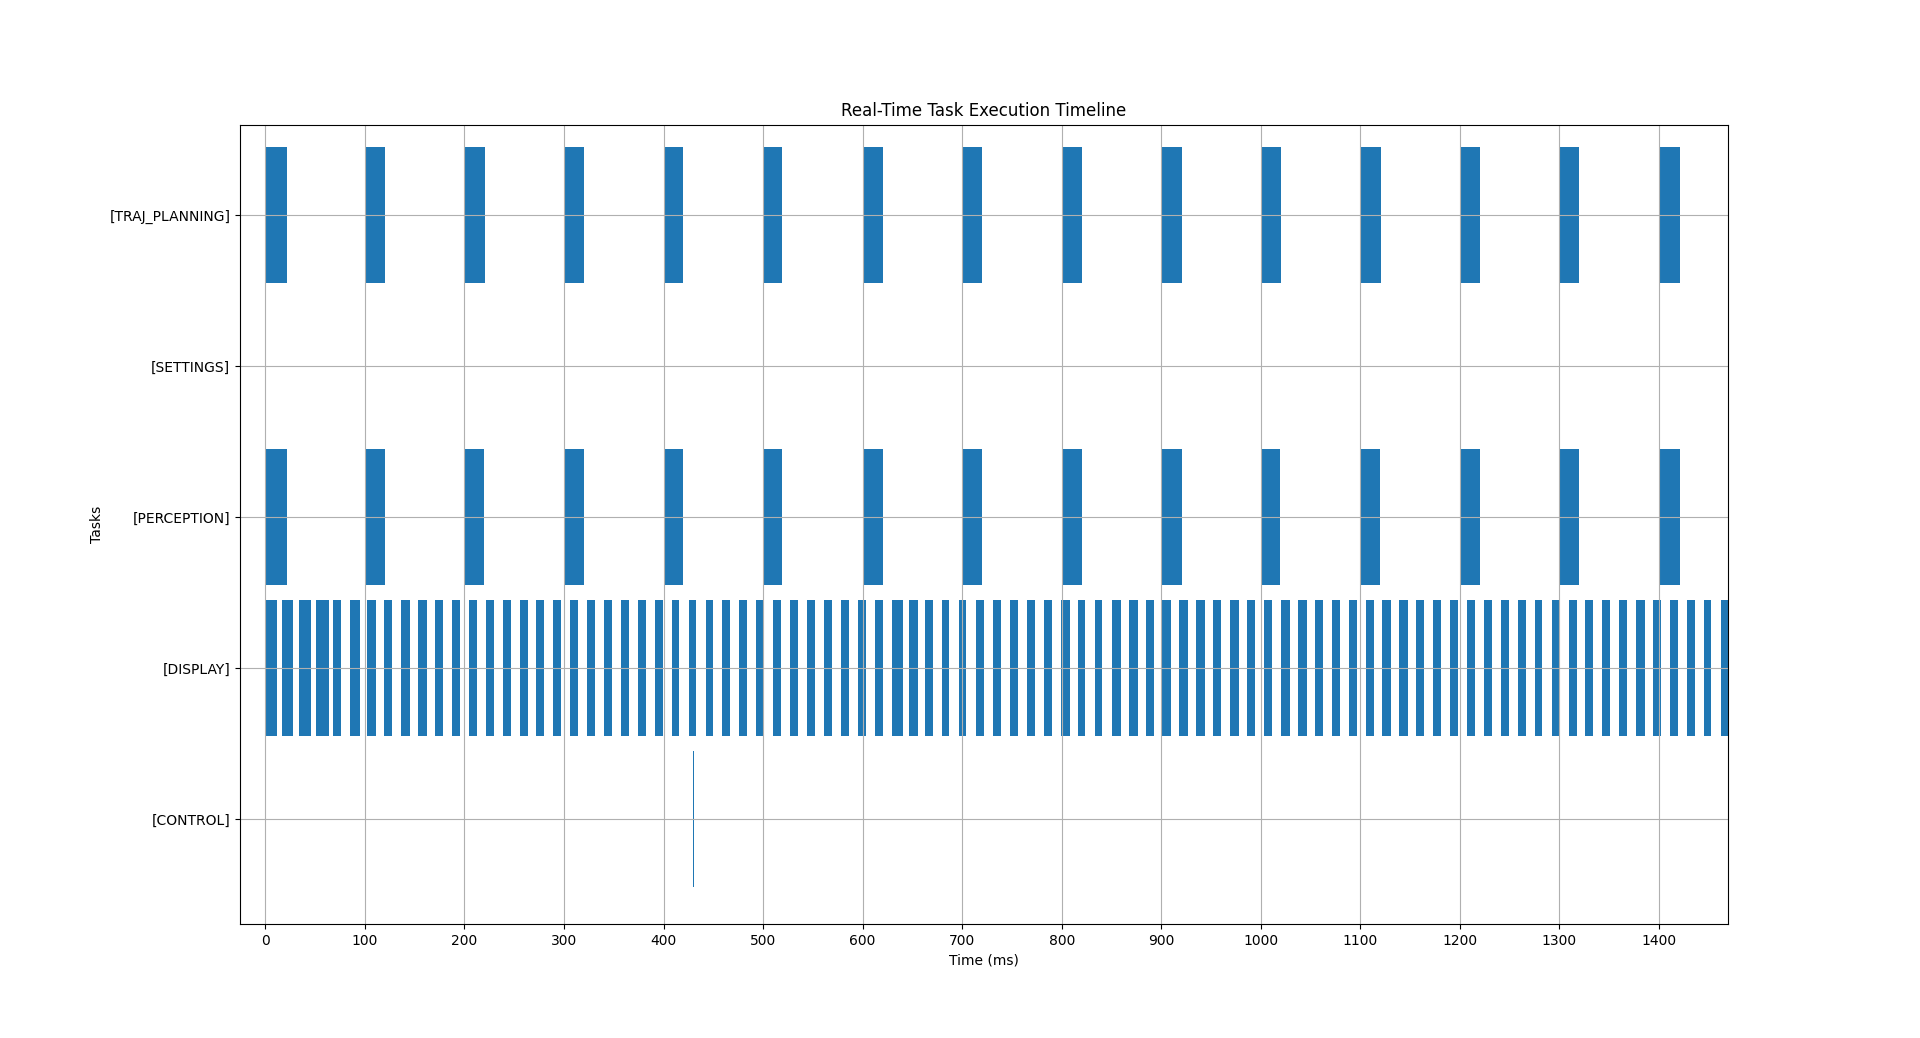 Real-Time Task Execution Timeline
[TRAJ_PLANNING]
[SETTINGS]
[PERCEPTION]
[DISPLAY]
[CONTROL]
Tasks
0 100 200 300 400 500 600 700 800 900 1000 1100 1200 1300 1400
Time (ms)